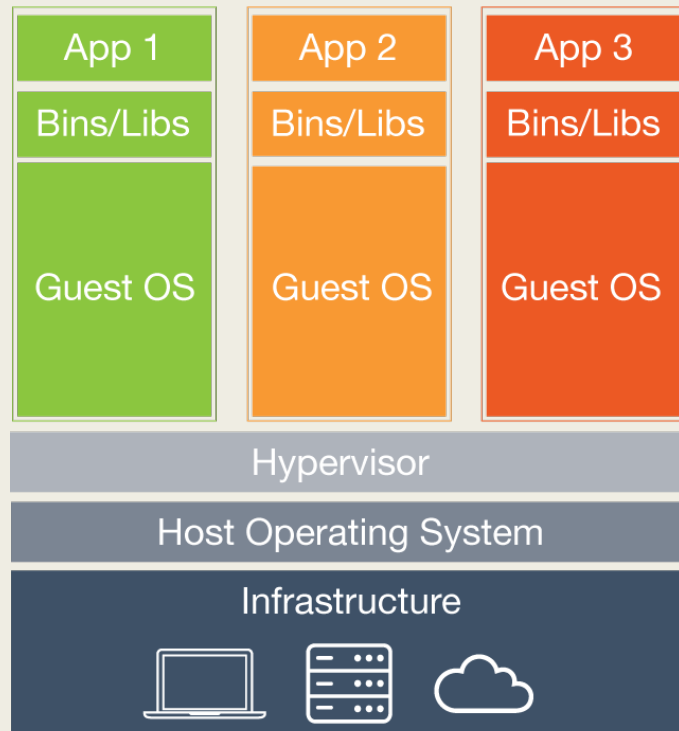 App 1
App 2
App 3
Bins/Libs
Bins/Libs
Bins/Libs
Guest OS
Guest OS
Guest OS
Hypervisor
Host Operating System
Infrastructure